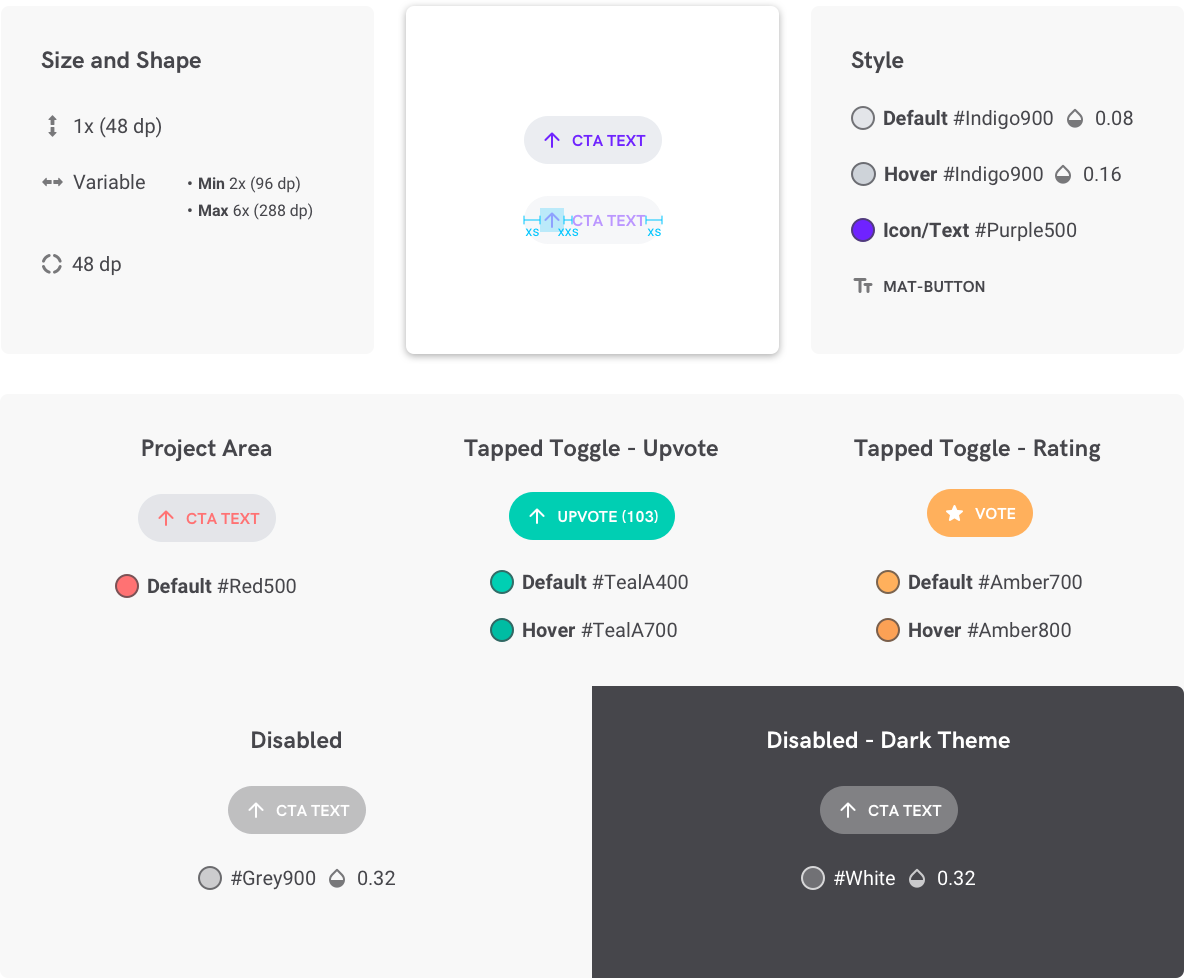 Size and Shape
1x (48 dp)
Variable
• Min 2x (96 dp)
• Max 6x (288 dp)
48 dp
CTA TEXT
CTA TEXT
xs xxs xs
Style
Default #Indigo900 0.08
Hover #Indigo900 0.16
Icon/Text #Purple500
Tт MAT-BUTTON
Project Area
CTA TEXT
Default #Red500
Tapped Toggle - Upvote
UPVOTE (103)
Default #TealA400
Hover #TealA700
Tapped Toggle - Rating
VOTE
Default #Amber700
Hover #Amber800
Disabled
CTA TEXT
#Grey900 0.32
Disabled - Dark Theme
CTA TEXT
#White 0.32